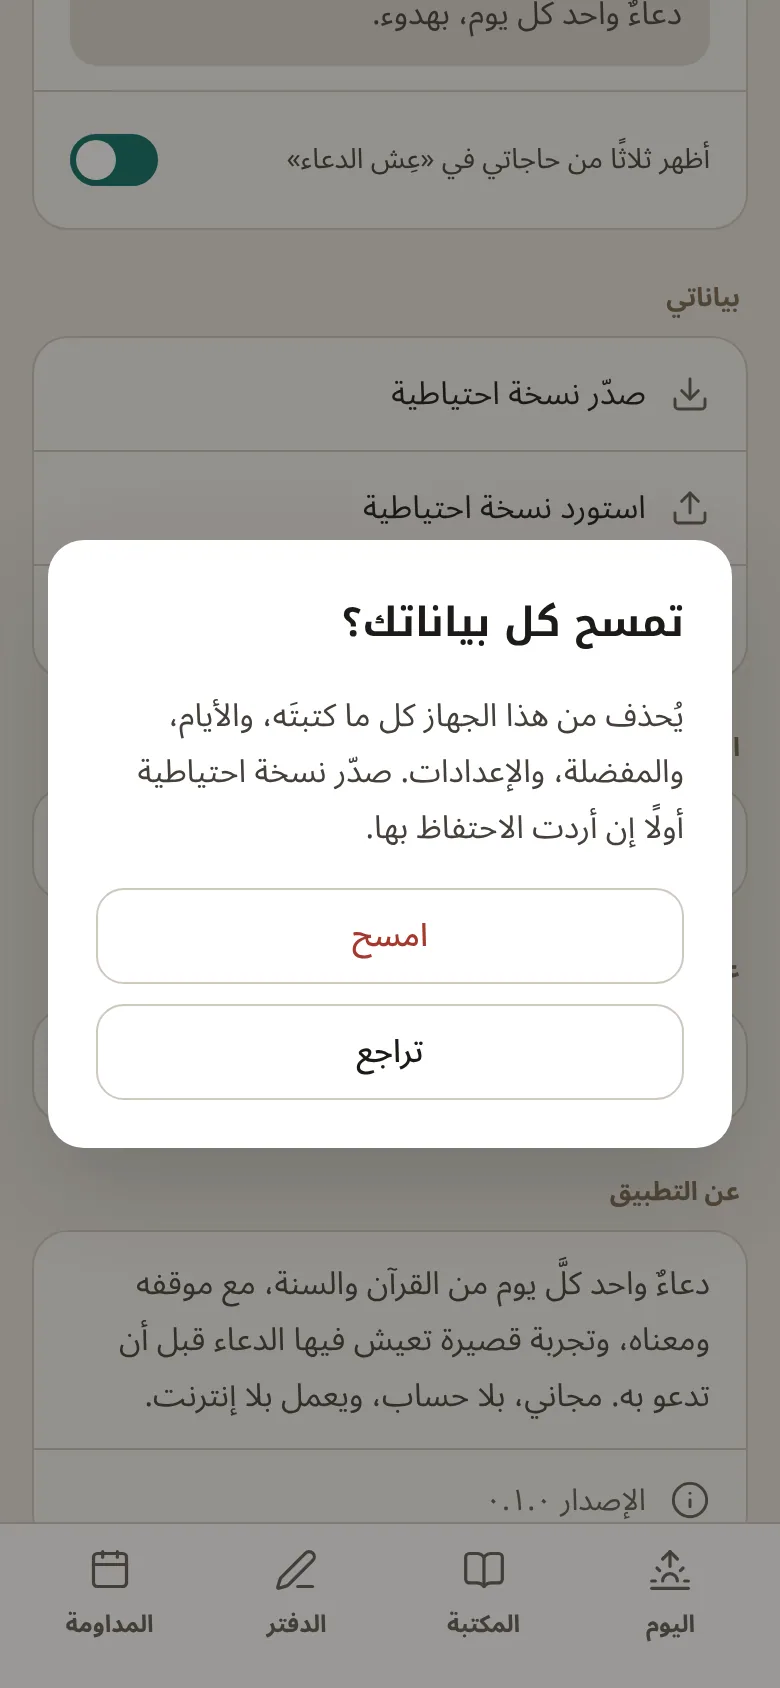 دعاءٌ واحد كل يوم، بهدوء.
أظهر ثلاثًا من حاجاتي في «عِش الدعاء»
بياناتي
صدّر نسخة احتياطية
استورد نسخة احتياطية
تمسح كل بياناتك؟
يُحذف من هذا الجهاز كل ما كتبتَه، والأيام،
والمفضلة، والإعدادات. صدّر نسخة احتياطية
أولًا إن أردت الاحتفاظ بها.
امسح
تراجع
عن التطبيق
دعاءٌ واحد كلَّ يوم من القرآن والسنة، مع موقفه
ومعناه، وتجربة قصيرة تعيش فيها الدعاء قبل أن
تدعو به. مجاني، بلا حساب، ويعمل بلا إنترنت.
الإصدار ٠.١.٠
اليوم
المكتبة
الدفتر
المداومة